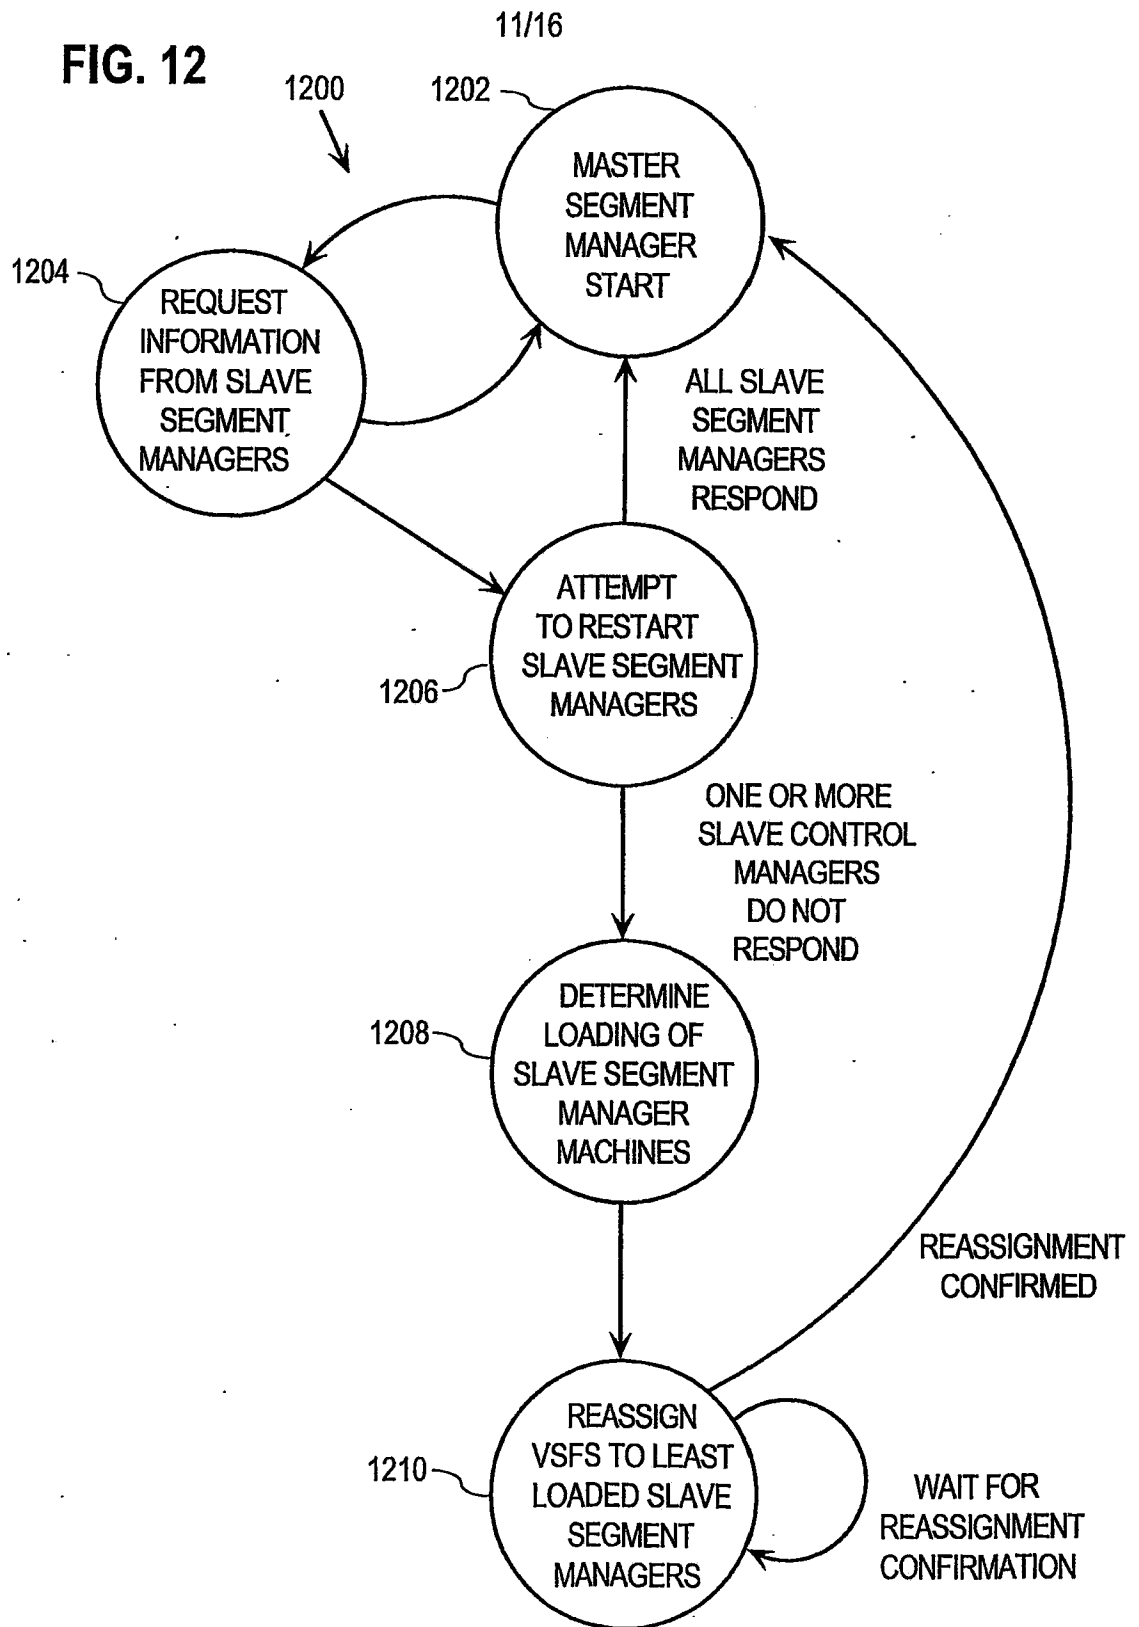 11/16
FIG. 12
1200
1202
MASTER
SEGMENT
MANAGER
START
1204
REQUEST
INFORMATION
FROM SLAVE
SEGMENT
MANAGERS
ALL SLAVE
SEGMENT
MANAGERS
RESPOND
ATTEMPT
TO RESTART
SLAVE SEGMENT
MANAGERS
1206
ONE OR MORE
SLAVE CONTROL
MANAGERS
DO NOT
RESPOND
DETERMINE
LOADING OF
SLAVE SEGMENT
MANAGER
MACHINES
1208
REASSIGNMENT
CONFIRMED
REASSIGN
VSFS TO LEAST
LOADED SLAVE
SEGMENT
MANAGERS
1210
WAIT FOR
REASSIGNMENT
CONFIRMATION